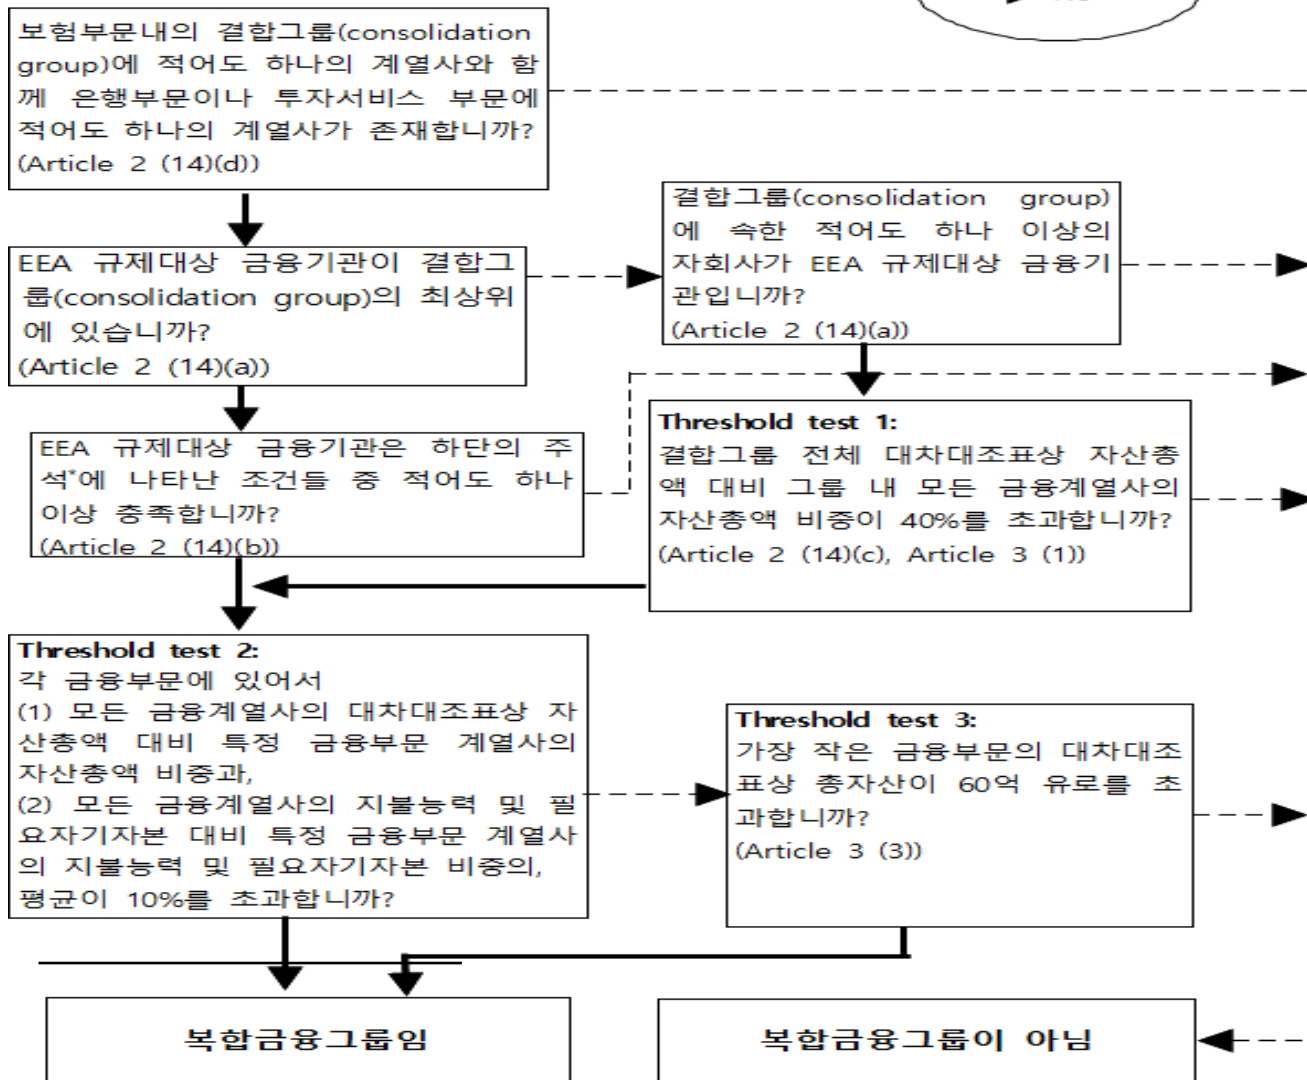 보험부문내의 결합그룹(consolidation
group)에 적어도 하나의 계열사와 함
께 은행부문이나 투자서비스 부문에
적어도 하나의 계열사가 존재합니까?
(Article 2 (14)(d))
결합그룹(consolidation group)
에 속한 적어도 하나 이상의
자회사가 EEA 규제대상 금융기
관입니까?
(Article 2 (14)(a))
EEA 규제대상 금융기관이 결합그
룹(consolidation group)의 최상위
에 있습니까?
(Article 2 (14)(a))
EEA 규제대상 금융기관은 하단의 주
석*에 나타난 조건들 중 적어도 하나
이상 충족합니까?
(Article 2 (14)(b))
Threshold test 1:
결합그룹 전체 대차대조표상 자산총
액 대비 그룹 내 모든 금융계열사의
자산총액 비중이 40%를 초과합니까?
(Article 2 (14)(c), Article 3 (1))
Threshold test 2:
각 금융부문에 있어서
(1) 모든 금융계열사의 대차대조표상 자
산총액 대비 특정 금융부문 계열사의
자산총액 비중과,
(2) 모든 금융계열사의 지불능력 및 필
요자기자본 대비 특정 금융부문 계열사
의 지불능력 및 필요자기자본 비중의,
평균이 10%를 초과합니까?
Threshold test 3:
가장 작은 금융부문의 대차대조
표상 총자산이 60억 유로를 초
과합니까?
(Article 3 (3))
복합금융그룹임
복합금융그룹이 아님